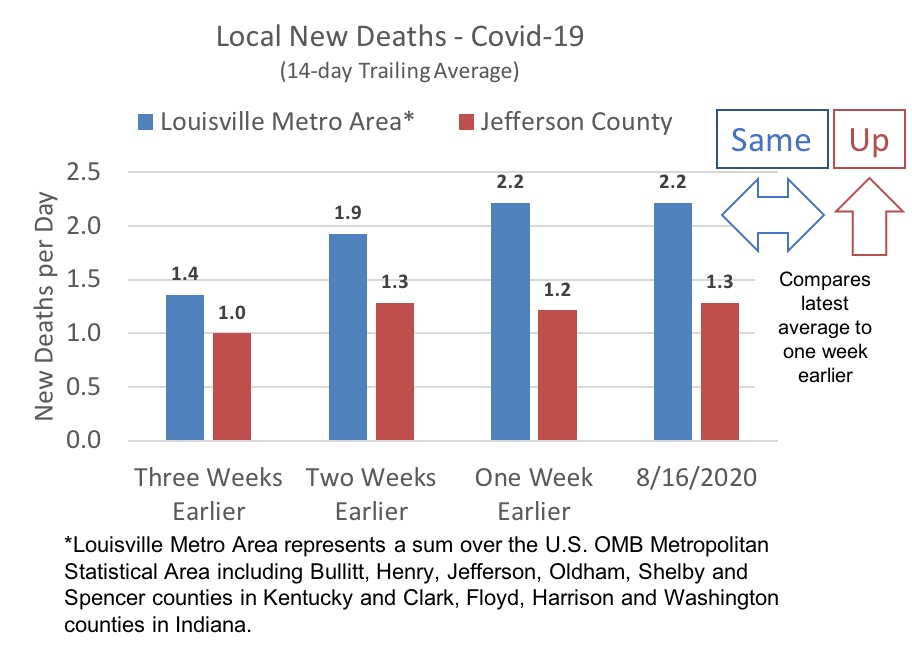 Local New Deaths - Covid-19
(14-day Trailing Average)
Louisville Metro Area*
Jefferson County
Same
Up
New Deaths per Day
2.5
2.0
1.5
1.0
0.5
0.0
1.4
1.0
1.9
1.3
2.2
1.2
2.2
1.3
Compares
latest
average to
one week
earlier
Three Weeks
Earlier
Two Weeks
Earlier
One Week
Earlier
8/16/2020
*Louisville Metro Area represents a sum over the U.S. OMB Metropolitan
Statistical Area including Bullitt, Henry, Jefferson, Oldham, Shelby and
Spencer counties in Kentucky and Clark, Floyd, Harrison and Washington
counties in Indiana.